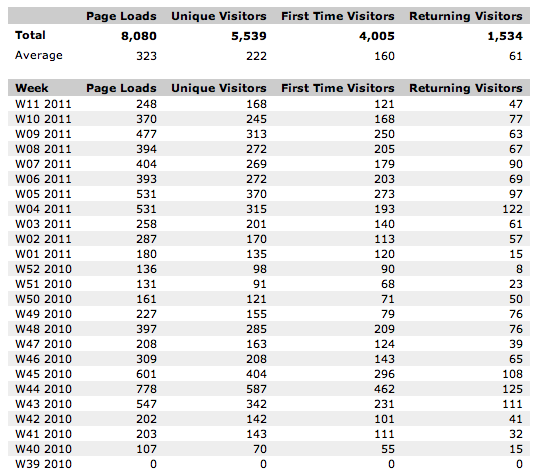 Page Loads Unique Visitors First Time Visitors Returning Visitors
Total 8,080 5,539 4,005 1,534
Average 323 222 160 61
Week Page Loads Unique Visitors First Time Visitors Returning Visitors
W11 2011 248 168 121 47
W10 2011 370 245 168 77
W09 2011 477 313 250 63
W08 2011 394 272 205 67
W07 2011 404 269 179 90
W06 2011 393 272 203 69
W05 2011 531 370 273 97
W04 2011 531 315 193 122
W03 2011 258 201 140 61
W02 2011 287 170 113 57
W01 2011 180 135 120 15
W52 2010 136 98 90 8
W51 2010 131 91 68 23
W50 2010 161 121 71 50
W49 2010 227 155 79 76
W48 2010 397 285 209 76
W47 2010 208 163 124 39
W46 2010 309 208 143 65
W45 2010 601 404 296 108
W44 2010 778 587 462 125
W43 2010 547 342 231 111
W42 2010 202 142 101 41
W41 2010 203 143 111 32
W40 2010 107 70 55 15
W39 2010 0 0 0 0